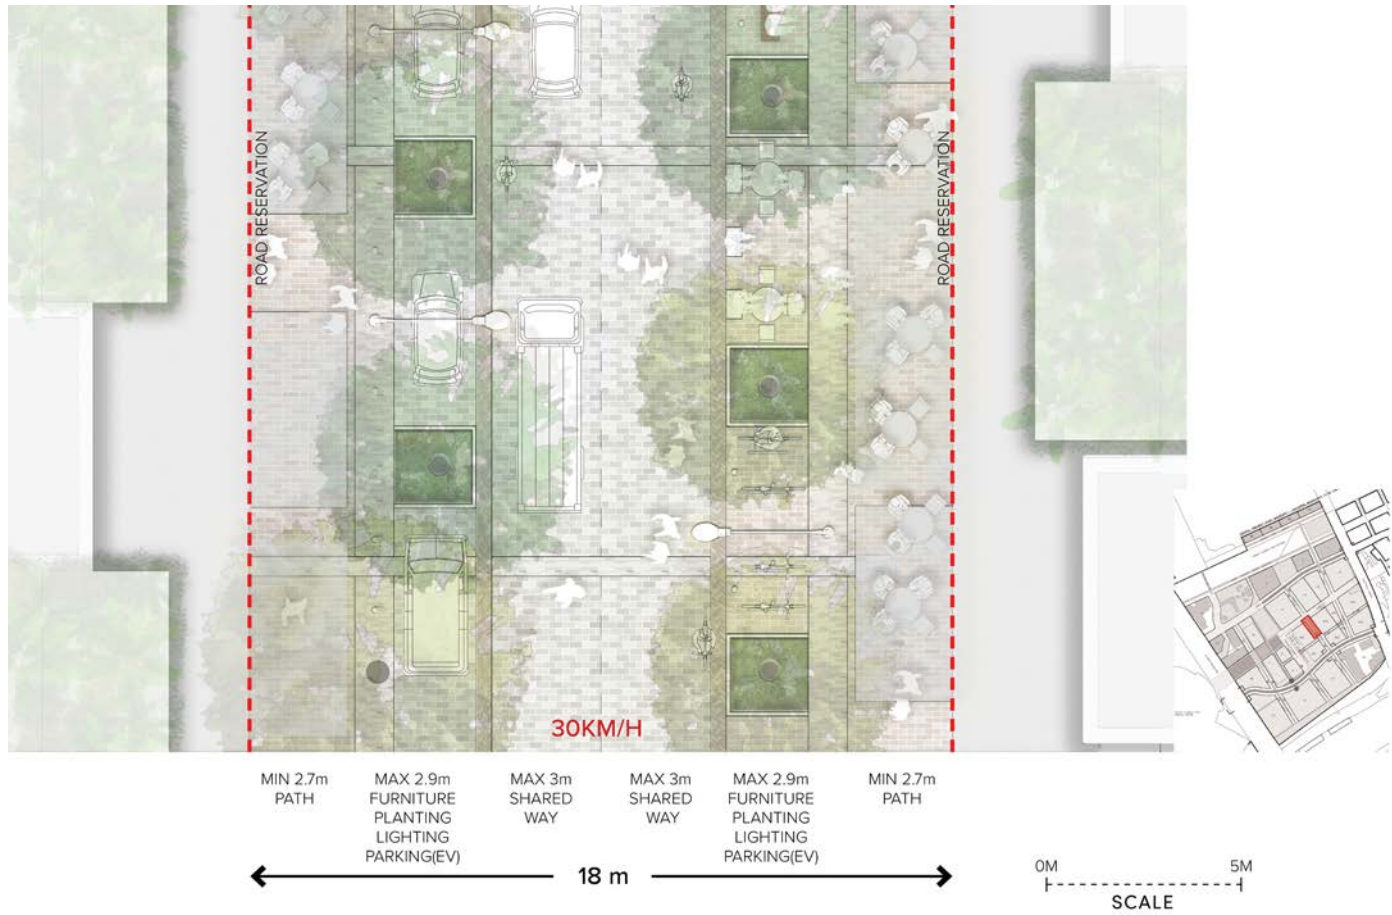 ROAD RESERVATION
ROAD RESERVATION
30KM/H
MIN 2.7m
PATH
MAX 2.9m
FURNITURE
PLANTING
LIGHTING
PARKING(EV)
MAX 3m
SHARED
WAY
MAX 3m
SHARED
WAY
MAX 2.9m
FURNITURE
PLANTING
LIGHTING
PARKING(EV)
MIN 2.7m
PATH
18 m
0M 5M
SCALE